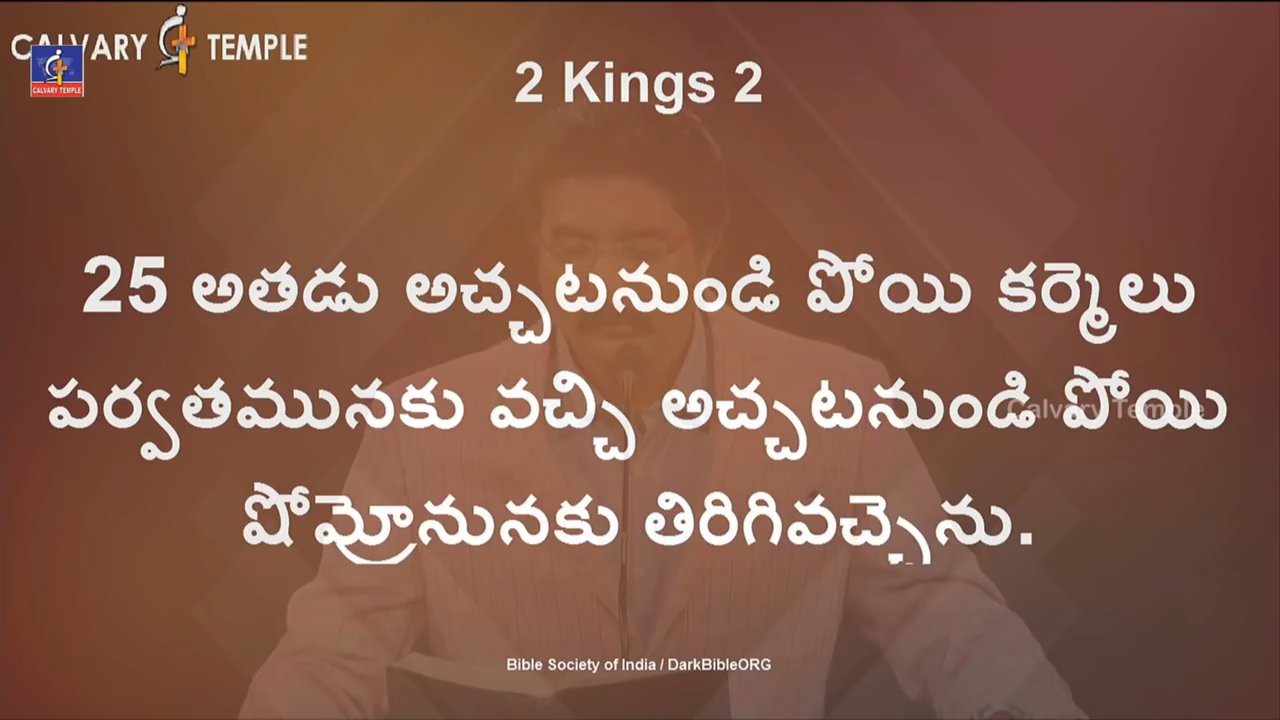 CALVARY TEMPLE
CALVARY TEMPLE
2 Kings 2
25 అతడు అచ్చటనుండి పోయి కర్మెలు
పర్వతమునకు వచ్చి అచ్చటనుండి పోయి
Calvary Temple
షోమ్రోనునకు తిరిగివచ్చెను.
Bible Society of India / DarkBibleORG